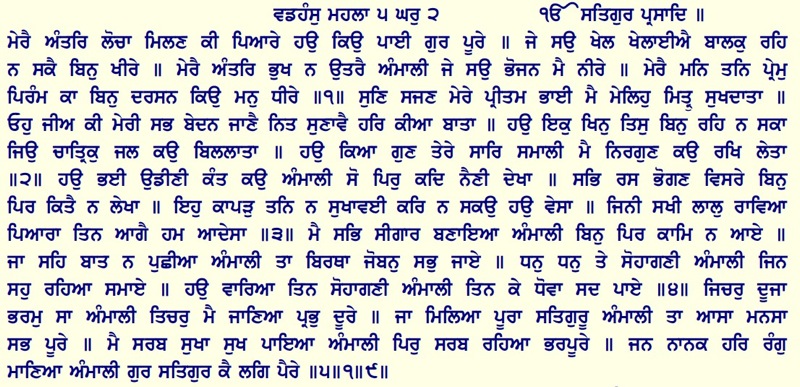 ਵਡਹੰਸੁ ਮਹਲਾ ੫ ਘਰੁ ੨ ੴ ਸਤਿਗੁਰ ਪ੍ਰਸਾਦਿ ॥
ਮੇਰੈ ਅੰਤਰਿ ਲੋਚਾ ਮਿਲਣ ਕੀ ਪਿਆਰੇ ਹਉ ਕਿਉ ਪਾਈ ਗੁਰ ਪੂਰੇ ॥ ਜੇ ਸਉ ਖੇਲ ਖੇਲਾਈਐ ਬਾਲਕੁ ਰਹਿ
ਨ ਸਕੈ ਬਿਨੁ ਖੀਰੇ ॥ ਮੇਰੈ ਅੰਤਰਿ ਭੁਖ ਨ ਉਤਰੈ ਅੰਮਾਲੀ ਜੇ ਸਉ ਭੋਜਨ ਮੈ ਨੀਰੇ ॥ ਮੇਰੈ ਮਨਿ ਤਨਿ ਪ੍ਰੇਮੁ
ਪਿਰੰਮ ਕਾ ਬਿਨੁ ਦਰਸਨ ਕਿਉ ਮਨੁ ਧੀਰੇ ॥੧॥ ਸੁਣਿ ਸਜਣ ਮੇਰੇ ਪ੍ਰੀਤਮ ਭਾਈ ਮੈ ਮੇਲਿਹੁ ਮਿਤ੍ਰੁ ਸੁਖਦਾਤਾ ॥
ਓਹੁ ਜੀਅ ਕੀ ਮੇਰੀ ਸਭ ਬੇਦਨ ਜਾਣੈ ਨਿਤ ਸੁਣਾਵੈ ਹਰਿ ਕੀਆ ਬਾਤਾ ॥ ਹਉ ਇਕੁ ਖਿਨੁ ਤਿਸੁ ਬਿਨੁ ਰਹਿ ਨ ਸਕਾ
ਜਿਉ ਚਾਤ੍ਰਿਕੁ ਜਲ ਕਉ ਬਿਲਲਾਤਾ ॥ ਹਉ ਕਿਆ ਗੁਣ ਤੇਰੇ ਸਾਰਿ ਸਮਾਲੀ ਮੈ ਨਿਰਗੁਣ ਕਉ ਰਖਿ ਲੇਤਾ
॥੨॥ ਹਉ ਭਈ ਉਡੀਣੀ ਕੰਤ ਕਉ ਅੰਮਾਲੀ ਸੋ ਪਿਰੁ ਕਦਿ ਨੈਣੀ ਦੇਖਾ ॥ ਸਭਿ ਰਸ ਭੋਗਣ ਵਿਸਰੇ ਬਿਨੁ
ਪਿਰ ਕਿਤੈ ਨ ਲੇਖਾ ॥ ਇਹੁ ਕਾਪੜੁ ਤਨਿ ਨ ਸੁਖਾਵਈ ਕਰਿ ਨ ਸਕਉ ਹਉ ਵੇਸਾ ॥ ਜਿਨੀ ਸਖੀ ਲਾਲੁ ਰਾਵਿਆ
ਪਿਆਰਾ ਤਿਨ ਆਗੈ ਹਮ ਆਦੇਸਾ ॥੩॥ ਮੈ ਸਭਿ ਸੀਗਾਰ ਬਣਾਇਆ ਅੰਮਾਲੀ ਬਿਨੁ ਪਿਰ ਕਾਮਿ ਨ ਆਏ ॥
ਜਾ ਸਹਿ ਬਾਤ ਨ ਪੁਛੀਆ ਅੰਮਾਲੀ ਤਾ ਬਿਰਥਾ ਜੋਬਨੁ ਸਭੁ ਜਾਏ ॥ ਧਨੁ ਧਨੁ ਤੇ ਸੋਹਾਗਣੀ ਅੰਮਾਲੀ ਜਿਨ
ਸਹੁ ਰਹਿਆ ਸਮਾਏ ॥ ਹਉ ਵਾਰਿਆ ਤਿਨ ਸੋਹਾਗਣੀ ਅੰਮਾਲੀ ਤਿਨ ਕੇ ਧੋਵਾ ਸਦ ਪਾਏ ॥੪॥ ਜਿਚਰੁ ਦੂਜਾ
ਭਰਮੁ ਸਾ ਅੰਮਾਲੀ ਤਿਚਰੁ ਮੈ ਜਾਣਿਆ ਪ੍ਰਭੁ ਦੂਰੇ ॥ ਜਾ ਮਿਲਿਆ ਪੂਰਾ ਸਤਿਗੁਰੂ ਅੰਮਾਲੀ ਤਾ ਆਸਾ ਮਨਸਾ
ਸਭ ਪੂਰੇ ॥ ਮੈ ਸਰਬ ਸੁਖਾ ਸੁਖ ਪਾਇਆ ਅੰਮਾਲੀ ਪਿਰੁ ਸਰਬ ਰਹਿਆ ਭਰਪੂਰੇ ॥ ਜਨ ਨਾਨਕ ਹਰਿ ਰੰਗੁ
ਮਾਣਿਆ ਅੰਮਾਲੀ ਗੁਰ ਸਤਿਗੁਰ ਕੈ ਲਗਿ ਪੈਰੇ ॥੫॥੧॥੯॥